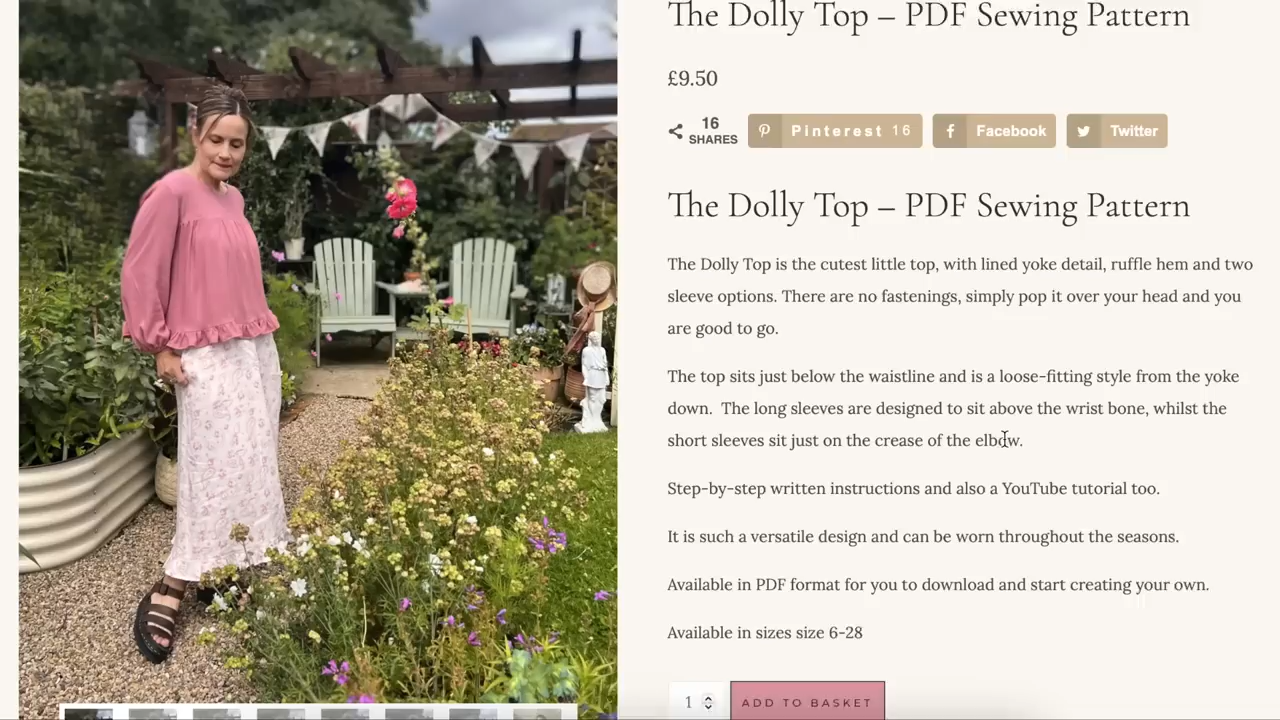 The Dolly Top – PDF Sewing Pattern
£9.50
16
SHARES
Pinterest 16
Facebook
Twitter
The Dolly Top – PDF Sewing Pattern
The Dolly Top is the cutest little top, with lined yoke detail, ruffle hem and two
sleeve options. There are no fastenings, simply pop it over your head and you
are good to go.
The top sits just below the waistline and is a loose-fitting style from the yoke
down.  The long sleeves are designed to sit above the wrist bone, whilst the
short sleeves sit just on the crease of the elbow.
Step-by-step written instructions and also a YouTube tutorial too.
It is such a versatile design and can be worn throughout the seasons.
Available in PDF format for you to download and start creating your own.
Available in sizes size 6-28
1
ADD TO BASKET